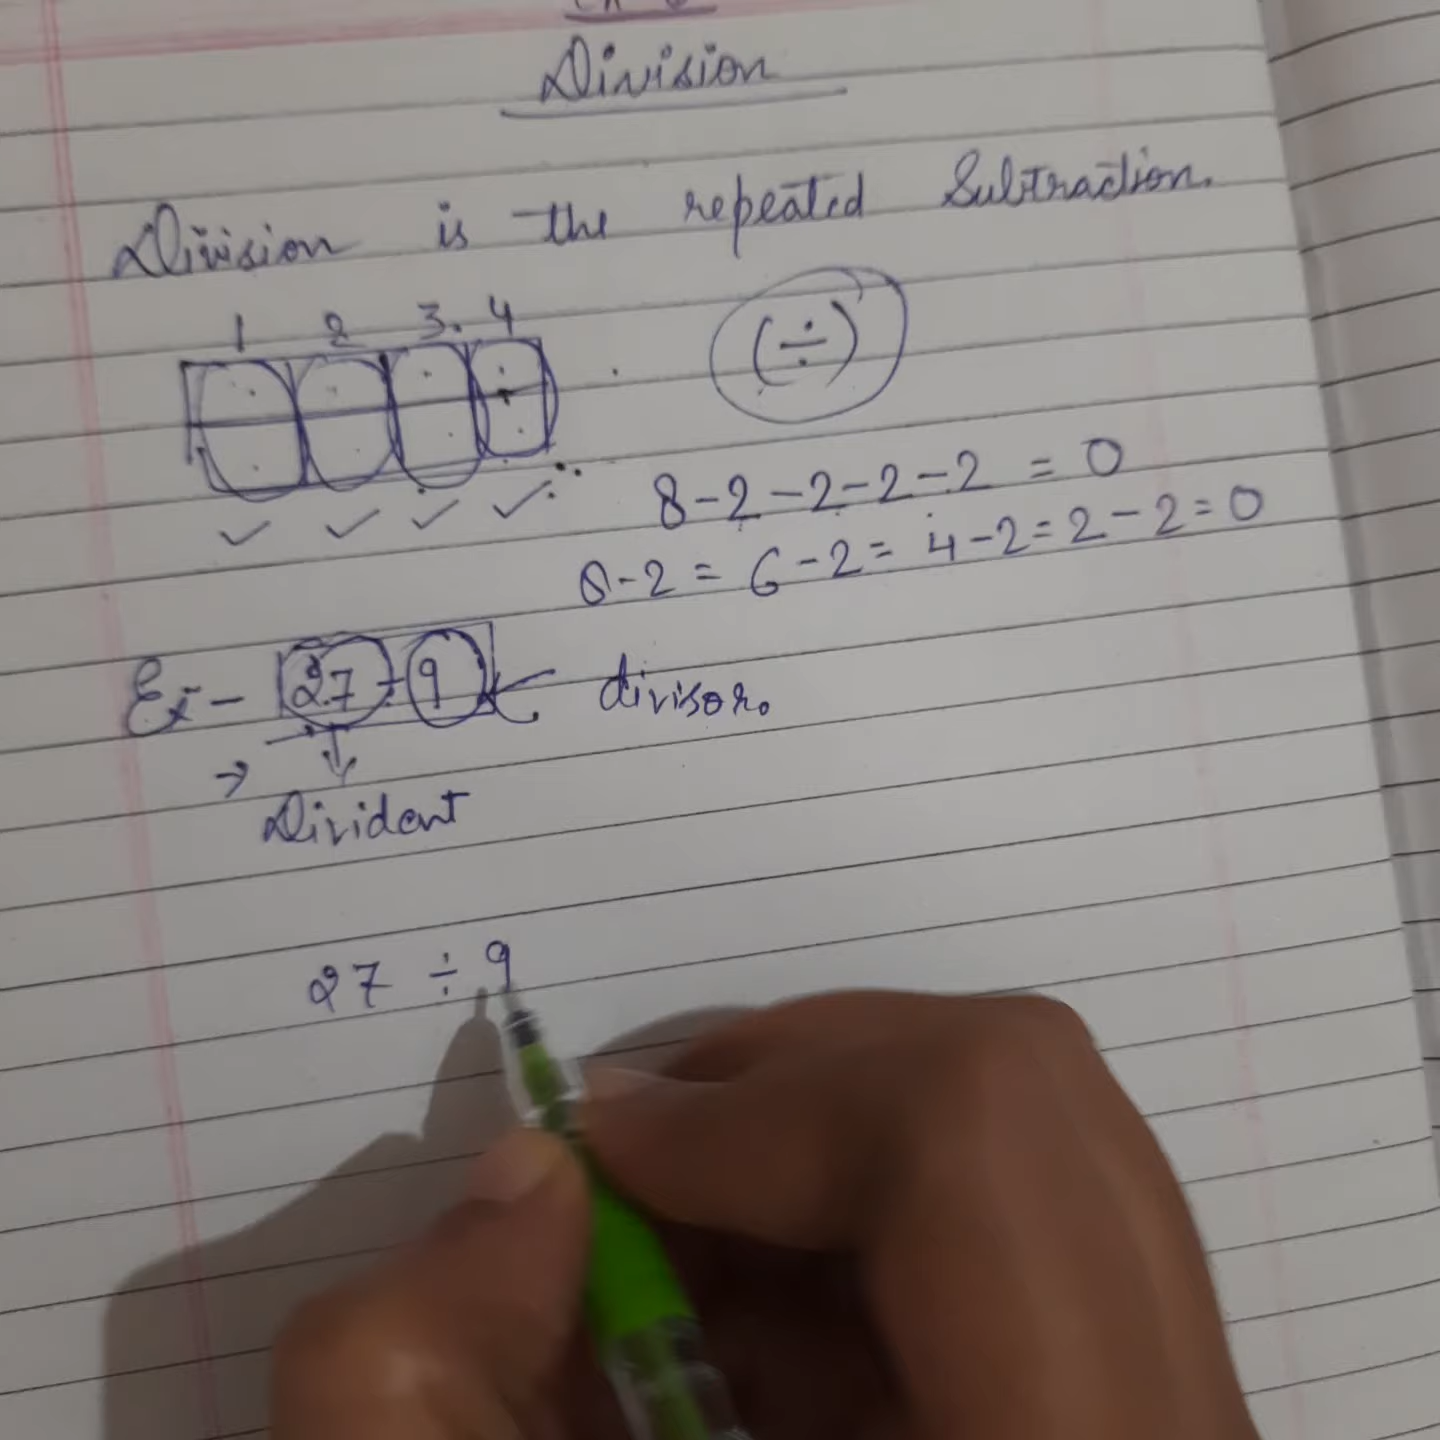 Division
Division is the repeated Subtraction.
1 2 3. 4
(÷)
8-2-2-2-2 = 0
8-2 = 6-2= 4-2=2-2=0
Ex- 27÷9 divisor.
→
Divident
27 ÷ 9